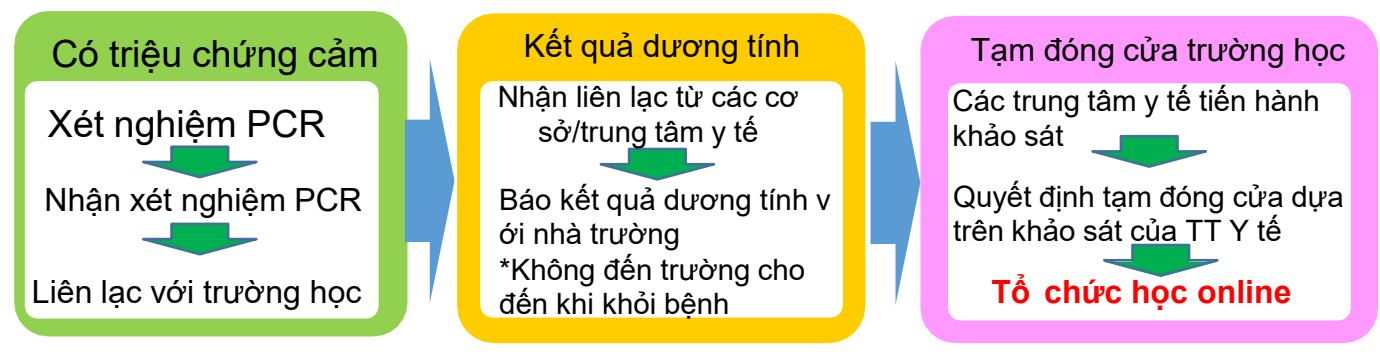 Có triệu chứng cảm
Xét nghiệm PCR
Nhận xét nghiệm PCR
Liên lạc với trường học
Kết quả dương tính
Nhận liên lạc từ các cơ
sở/trung tâm y tế
Báo kết quả dương tính v
ới nhà trường
*Không đến trường cho
đến khi khỏi bệnh
Tạm đóng cửa trường học
Các trung tâm y tế tiến hành
khảo sát
Quyết định tạm đóng cửa dựa
trên khảo sát của TT Y tế
Tổ chức học online